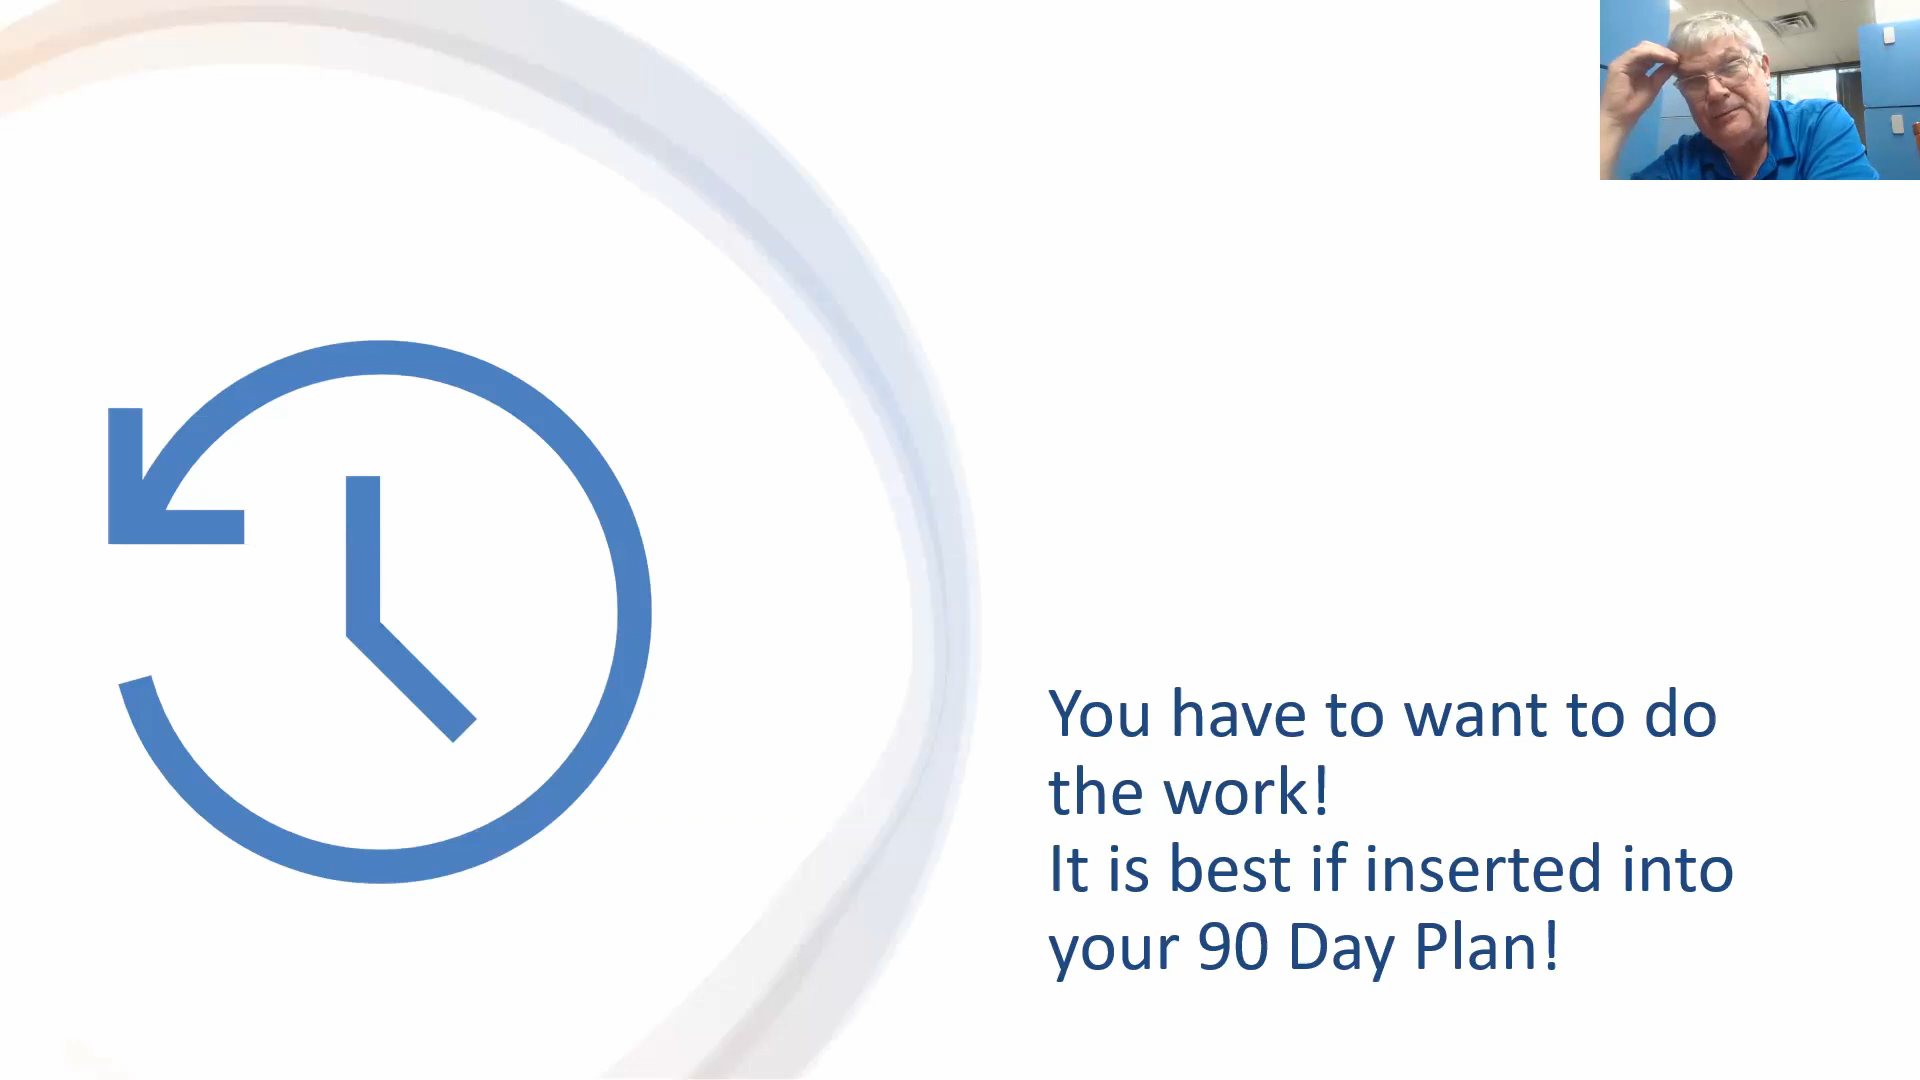 You have to want to do
the work!
It is best if inserted into
your 90 Day Plan!